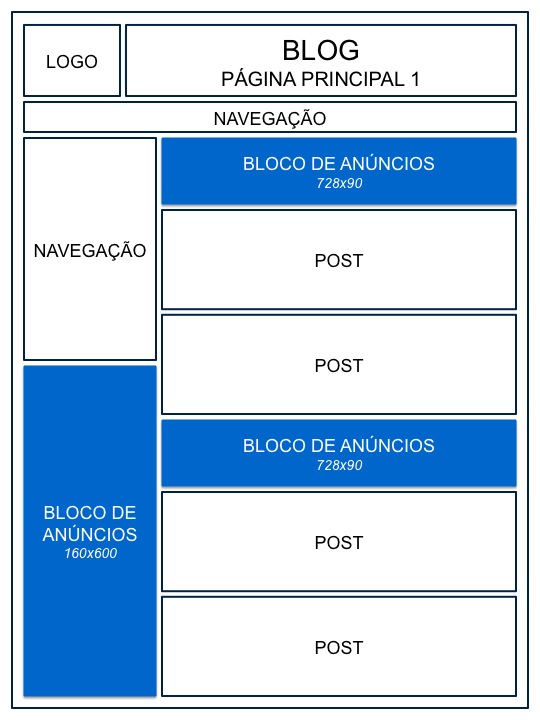 LOGO
BLOG
PÁGINA PRINCIPAL 1
NAVEGAÇÃO
NAVEGAÇÃO
BLOCO DE ANÚNCIOS
728x90
POST
POST
BLOCO DE ANÚNCIOS
728x90
BLOCO DE
ANÚNCIOS
160x600
POST
POST